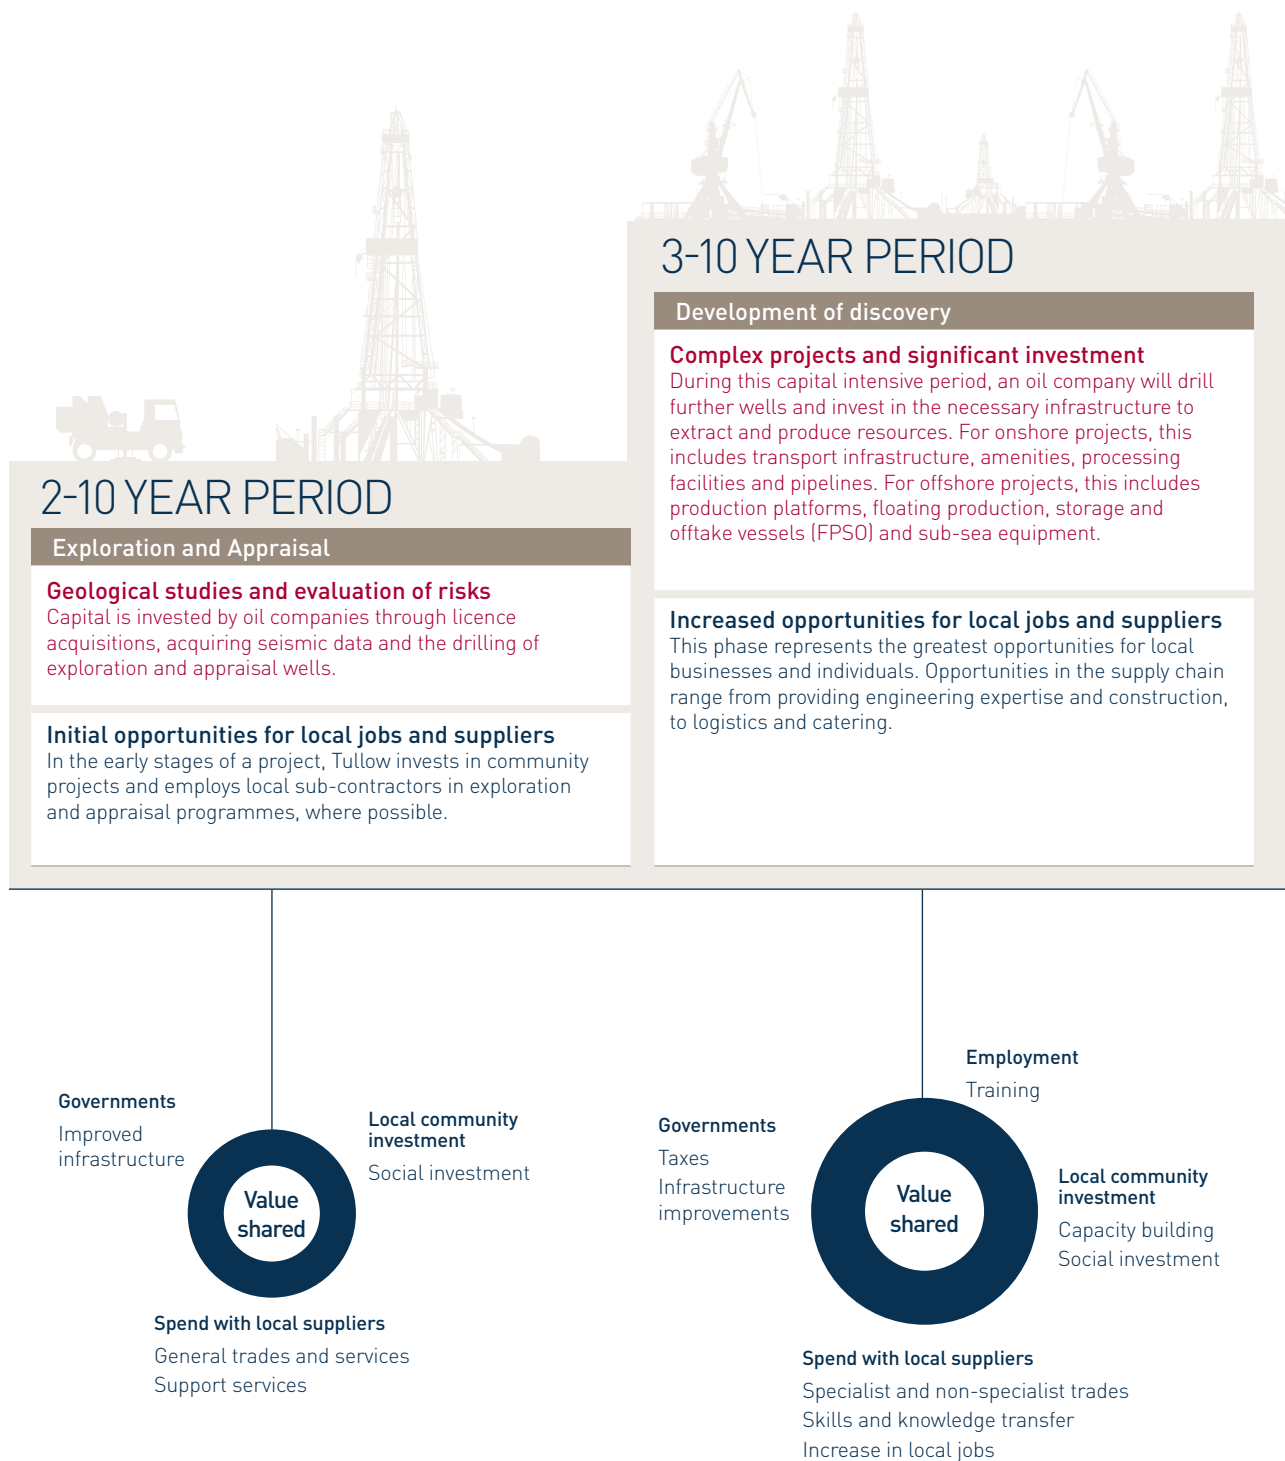 2-10 YEAR PERIOD
Exploration and Appraisal
Geological studies and evaluation of risks
Capital is invested by oil companies through licence
acquisitions, acquiring seismic data and the drilling of
exploration and appraisal wells.
Initial opportunities for local jobs and suppliers
In the early stages of a project, Tullow invests in community
projects and employs local sub-contractors in exploration
and appraisal programmes, where possible.
3-10 YEAR PERIOD
Development of discovery
Complex projects and significant investment
During this capital intensive period, an oil company will drill
further wells and invest in the necessary infrastructure to
extract and produce resources. For onshore projects, this
includes transport infrastructure, amenities, processing
facilities and pipelines. For offshore projects, this includes
production platforms, floating production, storage and
offtake vessels (FPSO) and sub-sea equipment.
Increased opportunities for local jobs and suppliers
This phase represents the greatest opportunities for local
businesses and individuals. Opportunities in the supply chain
range from providing engineering expertise and construction,
to logistics and catering.
Governments
Improved
infrastructure
Value
shared
Local community
investment
Social investment
Spend with local suppliers
General trades and services
Support services
Employment
Training
Governments
Taxes
Infrastructure
improvements
Value
shared
Local community
investment
Capacity building
Social investment
Spend with local suppliers
Specialist and non-specialist trades
Skills and knowledge transfer
Increase in local jobs